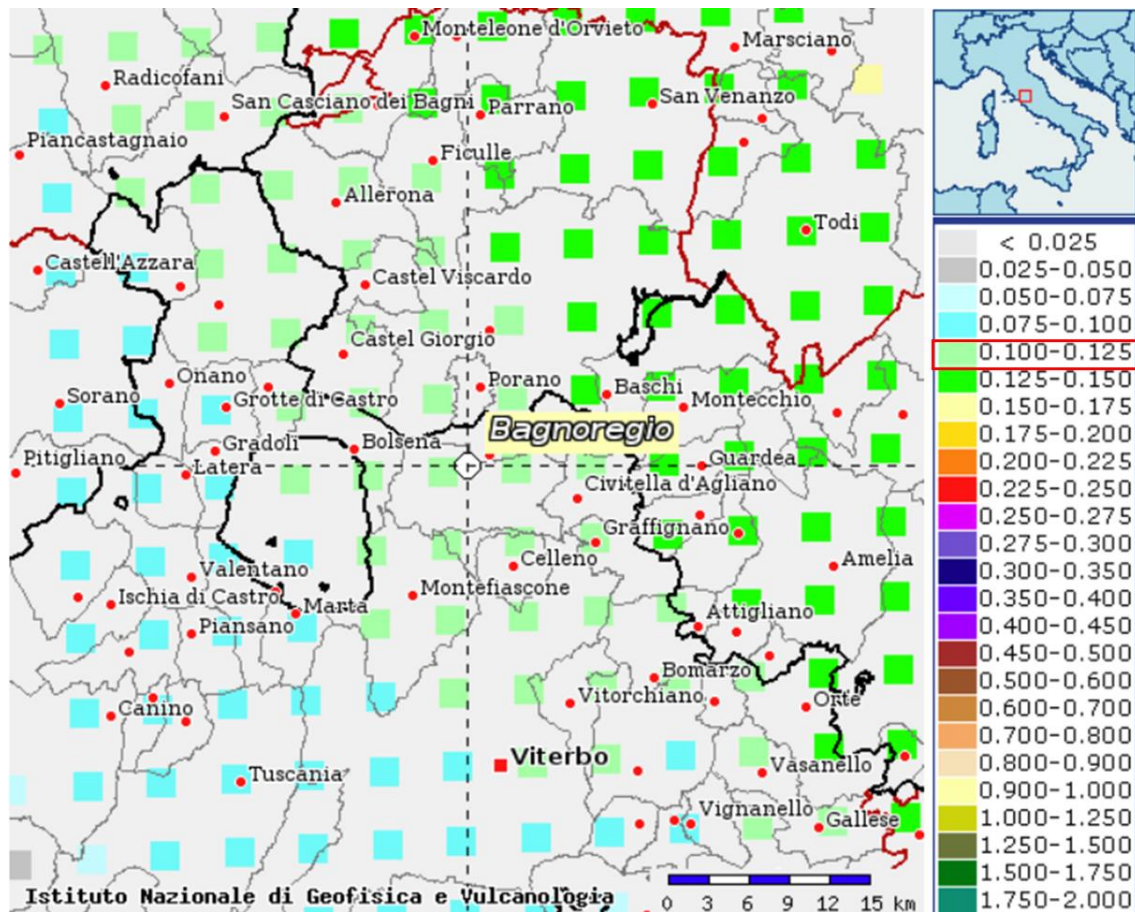 Monteleone d'Orvieto
Marsciano
Radicofani
San Casciano dei Bagni
Parrano
San Venanzo
Piancastagnaio
Ficulle
Allerona
Todi
Castell'Azzara
Castel Viscardo
Castel Giorgio
Onano
Porano
Baschi
Sorano
Grotte di Castro
Montecchio
Bagnoregio
Gradoli
Bolsena
Pitigliano
Latera
Guardea
Civitella d'Agliano
Graffignano
Celleno
Amelia
Valentano
Ischia di Castro
Marta
Montefiascone
Piansano
Attigliano
Bomarzo
Canino
Vitorchiano
Orte
Viterbo
Tuscania
Vasanello
Vignanello
Gallese
Istituto Nazionale di Geofisica e Vulcanologia
0 3 6 9 12 15 km
< 0.025
0.025-0.050
0.050-0.075
0.075-0.100
0.100-0.125
0.125-0.150
0.150-0.175
0.175-0.200
0.200-0.225
0.225-0.250
0.250-0.275
0.275-0.300
0.300-0.350
0.350-0.400
0.400-0.450
0.450-0.500
0.500-0.600
0.600-0.700
0.700-0.800
0.800-0.900
0.900-1.000
1.000-1.250
1.250-1.500
1.500-1.750
1.750-2.000